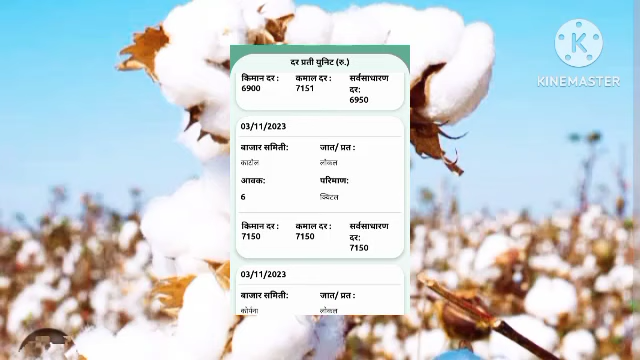 दर प्रती युनिट (रु.)
किमान दर : कमाल दर : सर्वसाधारण दर:
6900 7151 6950
03/11/2023
बाजार समिती: जात/ प्रत :
काटोल लोकल
आवक: परिमाण:
6 क्विंटल
किमान दर : कमाल दर : सर्वसाधारण दर:
7150 7150 7150
03/11/2023
बाजार समिती: जात/ प्रत :
लोकल
K
KINEMASTER